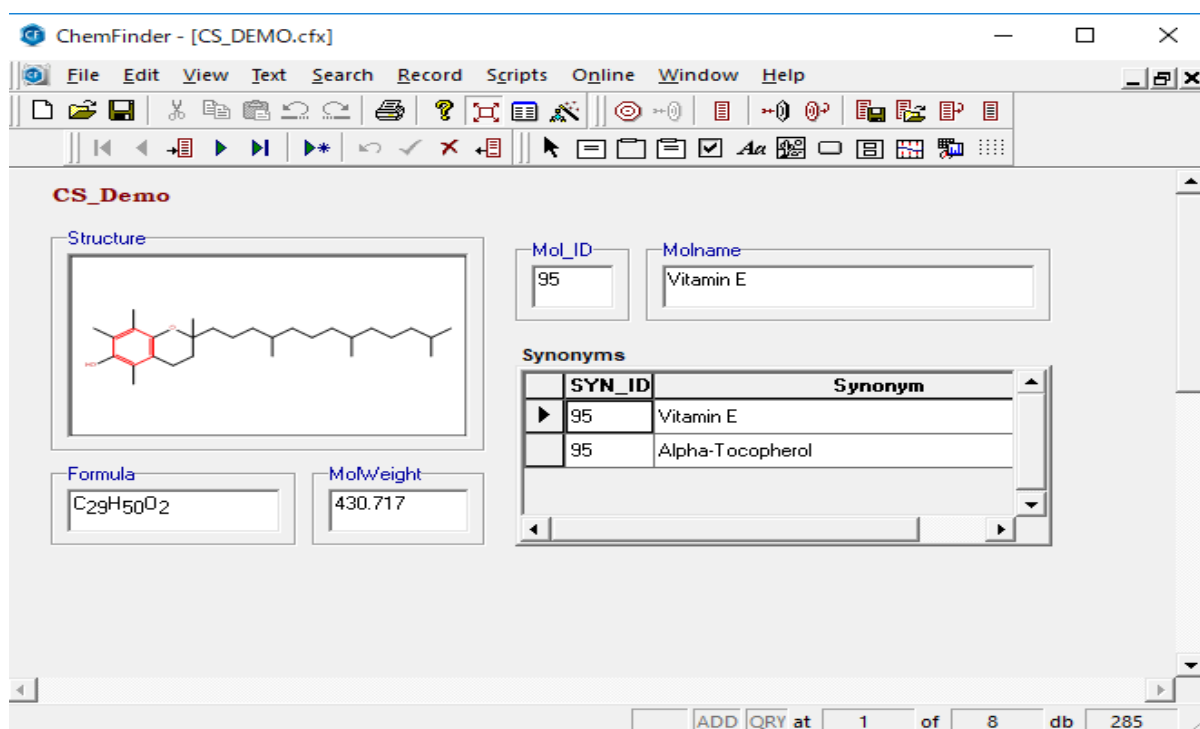 ChemFinder - [CS_DEMO.cfx]
File Edit View Text Search Record Scripts Online Window Help
Aa
CS_Demo
Structure
HO
O
Mol_ID
95
Molname
Vitamin E
Synonyms
SYN_ID Synonym
95 Vitamin E
95 Alpha-Tocopherol
Formula
C29H50O2
MolWeight
430.717
ADD QRY at 1 of 8 db 285